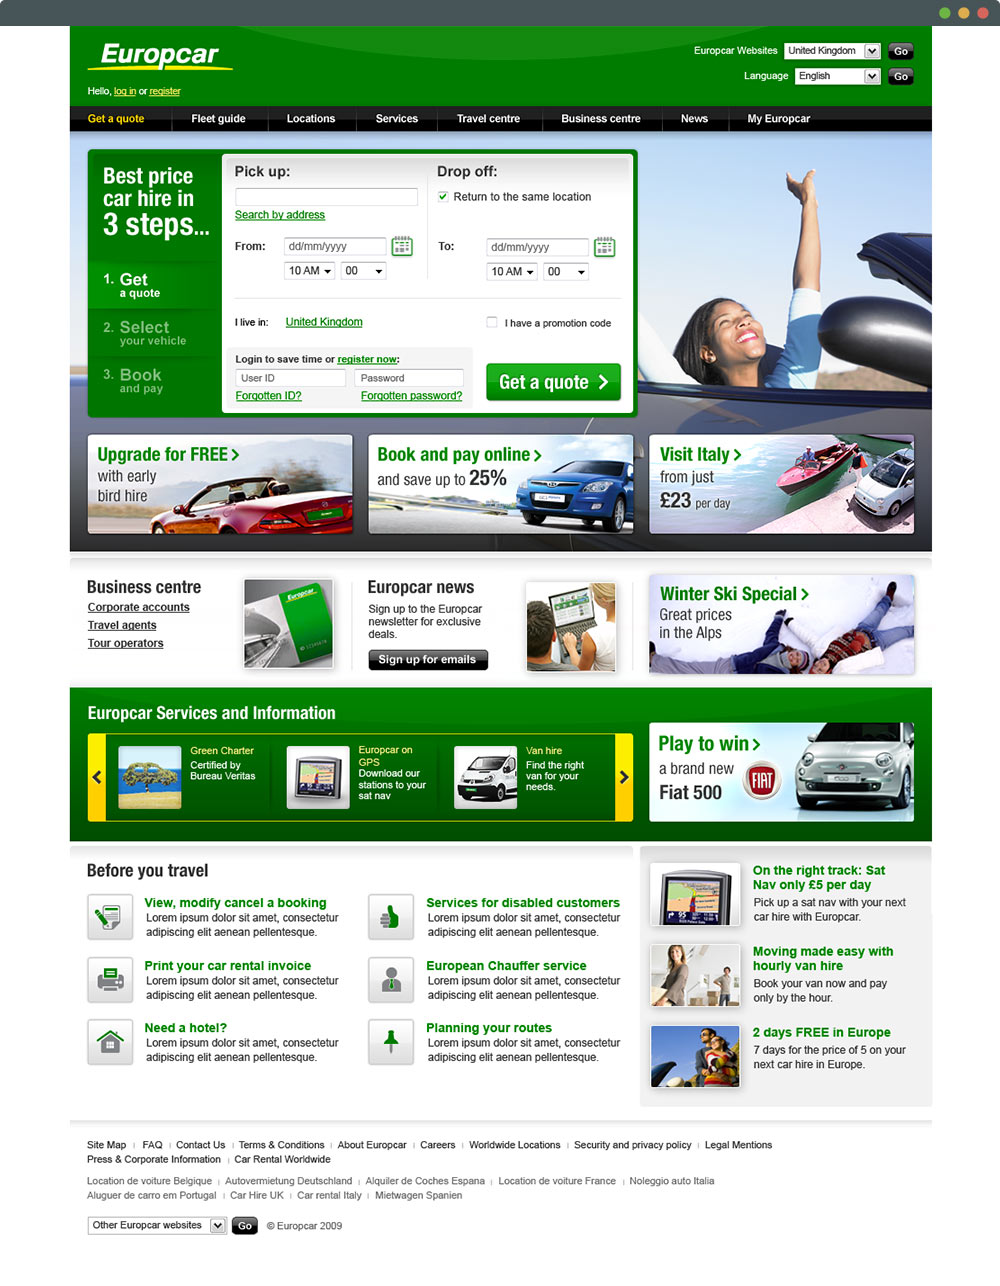 Europcar
Hello, log in or register
Europcar Websites United Kingdom Go
Language English Go
Get a quote Fleet guide Locations Services Travel centre Business centre News My Europcar
Best price
car hire in
3 steps...
1. Get
a quote
2. Select
your vehicle
3. Book
and pay
Pick up:
Search by address
From: dd/mm/yyyy
10 AM 00
Drop off:
Return to the same location
To: dd/mm/yyyy
10 AM 00
I live in: United Kingdom
I have a promotion code
Login to save time or register now:
User ID Password
Forgotten ID? Forgotten password?
Get a quote
Upgrade for FREE
with early
bird hire
Book and pay online
and save up to 25%
Visit Italy
from just
£23 per day
Business centre
Corporate accounts
Travel agents
Tour operators
Europcar
Europcar news
Sign up to the Europcar
newsletter for exclusive
deals.
Sign up for emails
Winter Ski Special
Great prices
in the Alps
Europcar Services and Information
Green Charter
Certified by
Bureau Veritas
Europcar on
GPS
Download our
stations to your
sat nav
Van hire
Find the right
van for your
needs.
Play to win
a brand new
Fiat 500
FIAT
Before you travel
View, modify cancel a booking
Lorem ipsum dolor sit amet, consectetur
adipiscing elit aenean pellentesque.
Services for disabled customers
Lorem ipsum dolor sit amet, consectetur
adipiscing elit aenean pellentesque.
Print your car rental invoice
Lorem ipsum dolor sit amet, consectetur
adipiscing elit aenean pellentesque.
European Chauffer service
Lorem ipsum dolor sit amet, consectetur
adipiscing elit aenean pellentesque.
Need a hotel?
Lorem ipsum dolor sit amet, consectetur
adipiscing elit aenean pellentesque.
Planning your routes
Lorem ipsum dolor sit amet, consectetur
adipiscing elit aenean pellentesque.
On the right track: Sat
Nav only £5 per day
Pick up a sat nav with your next
car hire with Europcar.
Moving made easy with
hourly van hire
Book your van now and pay
only by the hour.
2 days FREE in Europe
7 days for the price of 5 on your
next car hire in Europe.
Site Map FAQ Contact Us Terms & Conditions About Europcar Careers Worldwide Locations Security and privacy policy Legal Mentions
Press & Corporate Information Car Rental Worldwide
Location de voiture Belgique Autovermietung Deutschland Alquiler de Coches Espana Location de voiture France Noleggio auto Italia
Aluguer de carro em Portugal Car Hire UK Car rental Italy Mietwagen Spanien
Other Europcar websites Go © Europcar 2009